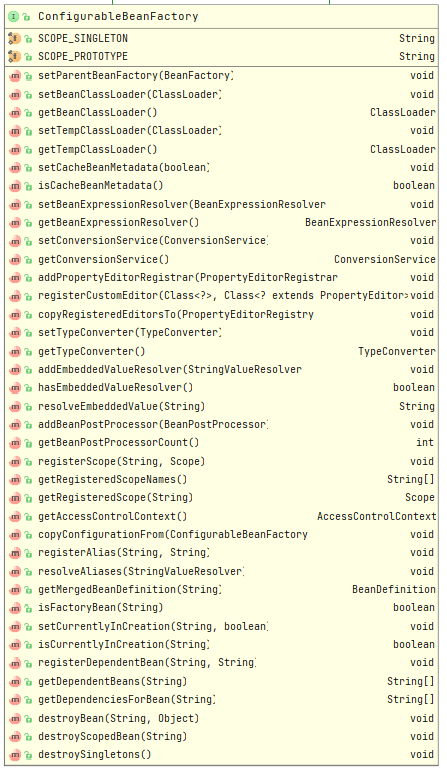 ConfigurableBeanFactory
SCOPE_SINGLETON String
SCOPE_PROTOTYPE String
setParentBeanFactory(BeanFactory) void
setBeanClassLoader(ClassLoader) void
getBeanClassLoader() ClassLoader
setTempClassLoader(ClassLoader) void
getTempClassLoader() ClassLoader
setCacheBeanMetadata(boolean) void
isCacheBeanMetadata() boolean
setBeanExpressionResolver(BeanExpressionResolver void
getBeanExpressionResolver() BeanExpressionResolver
setConversionService(ConversionService) void
getConversionService() ConversionService
addPropertyEditorRegistrar(PropertyEditorRegistrar void
registerCustomEditor(Class<?>, Class<? extends PropertyEditor> void
copyRegisteredEditorsTo(PropertyEditorRegistry void
setTypeConverter(TypeConverter) void
getTypeConverter() TypeConverter
addEmbeddedValueResolver(StringValueResolver void
hasEmbeddedValueResolver() boolean
resolveEmbeddedValue(String) String
addBeanPostProcessor(BeanPostProcessor) void
getBeanPostProcessorCount() int
registerScope(String, Scope) void
getRegisteredScopeNames() String[]
getRegisteredScope(String) Scope
getAccessControlContext() AccessControlContext
copyConfigurationFrom(ConfigurableBeanFactory void
registerAlias(String, String) void
resolveAliases(StringValueResolver) void
getMergedBeanDefinition(String) BeanDefinition
isFactoryBean(String) boolean
setCurrentlyInCreation(String, boolean) void
isCurrentlyInCreation(String) boolean
registerDependentBean(String, String) void
getDependentBeans(String) String[]
getDependenciesForBean(String) String[]
destroyBean(String, Object) void
destroyScopedBean(String) void
destroySingletons() void